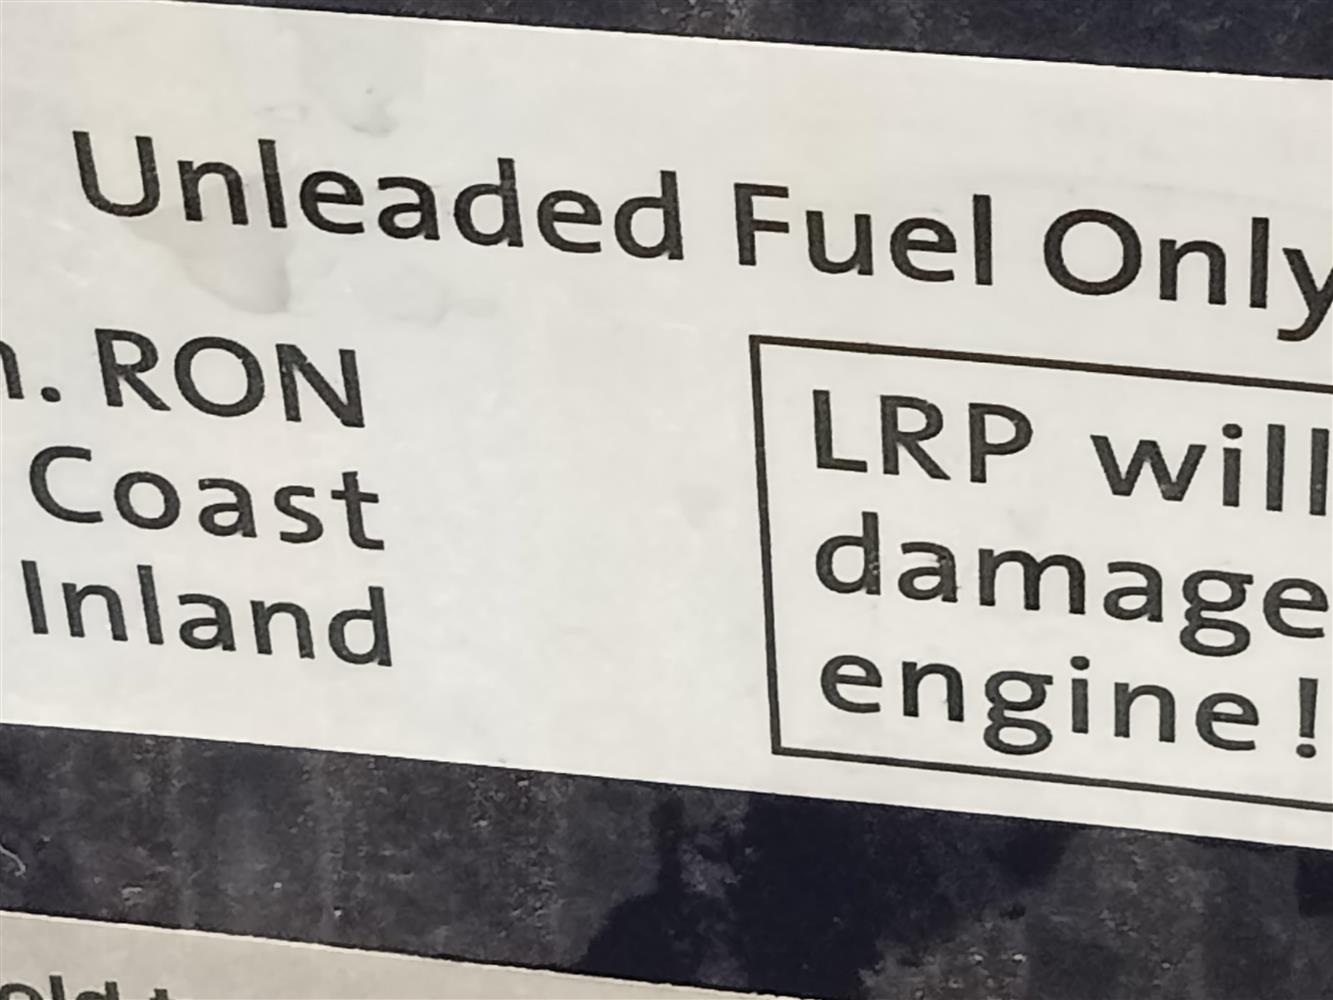 Unleaded Fuel Only
. RON
Coast
Inland
LRP will
damage
engine!